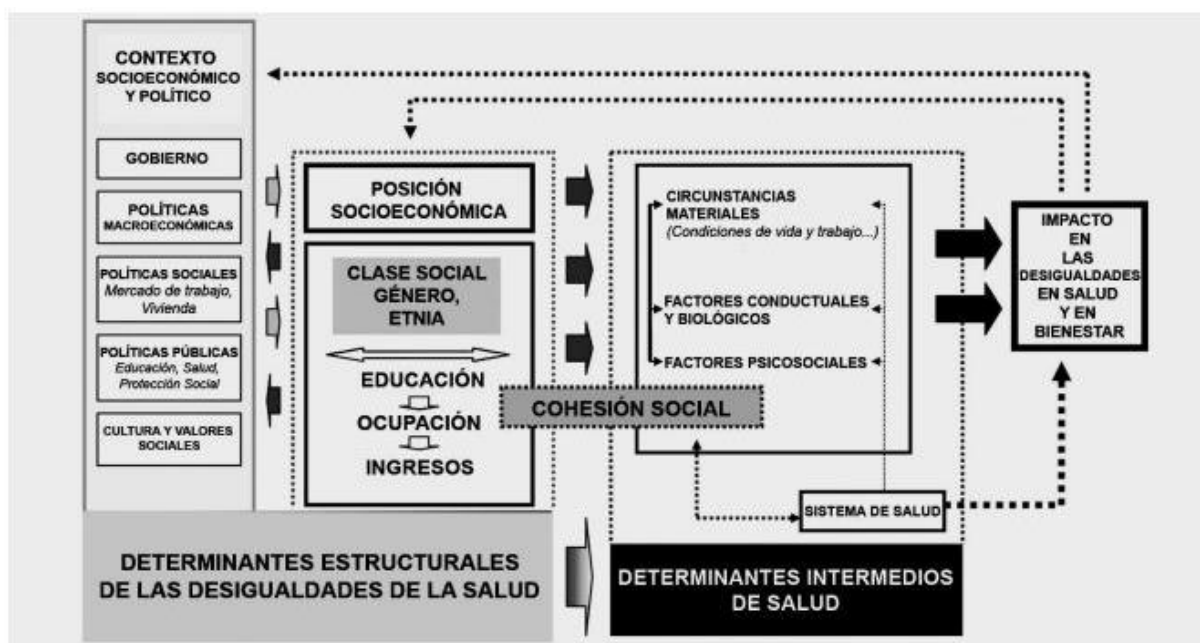 CONTEXTO
SOCIOECONÓMICO
Y POLÍTICO
GOBIERNO
POLÍTICAS
MACROECONÓMICAS
POLÍTICAS SOCIALES
Mercado de trabajo,
Vivienda
POLÍTICAS PÚBLICAS
Educación, Salud,
Protección Social
CULTURA Y VALORES
SOCIALES
POSICIÓN
SOCIOECONÓMICA
CLASE SOCIAL
GÉNERO,
ETNIA
EDUCACIÓN
OCUPACIÓN
INGRESOS
COHESIÓN SOCIAL
CIRCUNSTANCIAS
MATERIALES
(Condiciones de vida y trabajo...)
FACTORES CONDUCTUALES
Y BIOLÓGICOS
FACTORES PSICOSOCIALES
SISTEMA DE SALUD
IMPACTO
EN
LAS
DESIGUALDADES
EN SALUD
Y EN
BIENESTAR
DETERMINANTES ESTRUCTURALES
DE LAS DESIGUALDADES DE LA SALUD
DETERMINANTES INTERMEDIOS
DE SALUD